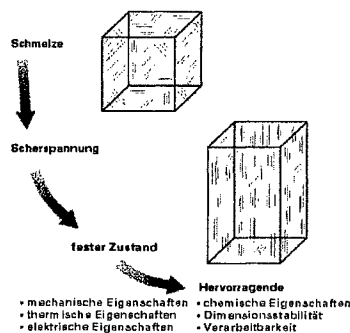 Schmelze
Scherspannung
fester Zustand
Hervorragende
• mechanische Eigenschaften • chemische Eigenschaften
• thermische Eigenschaften • Dimensionsstabilität
• elektrische Eigenschaften • Verarbeitbarkeit